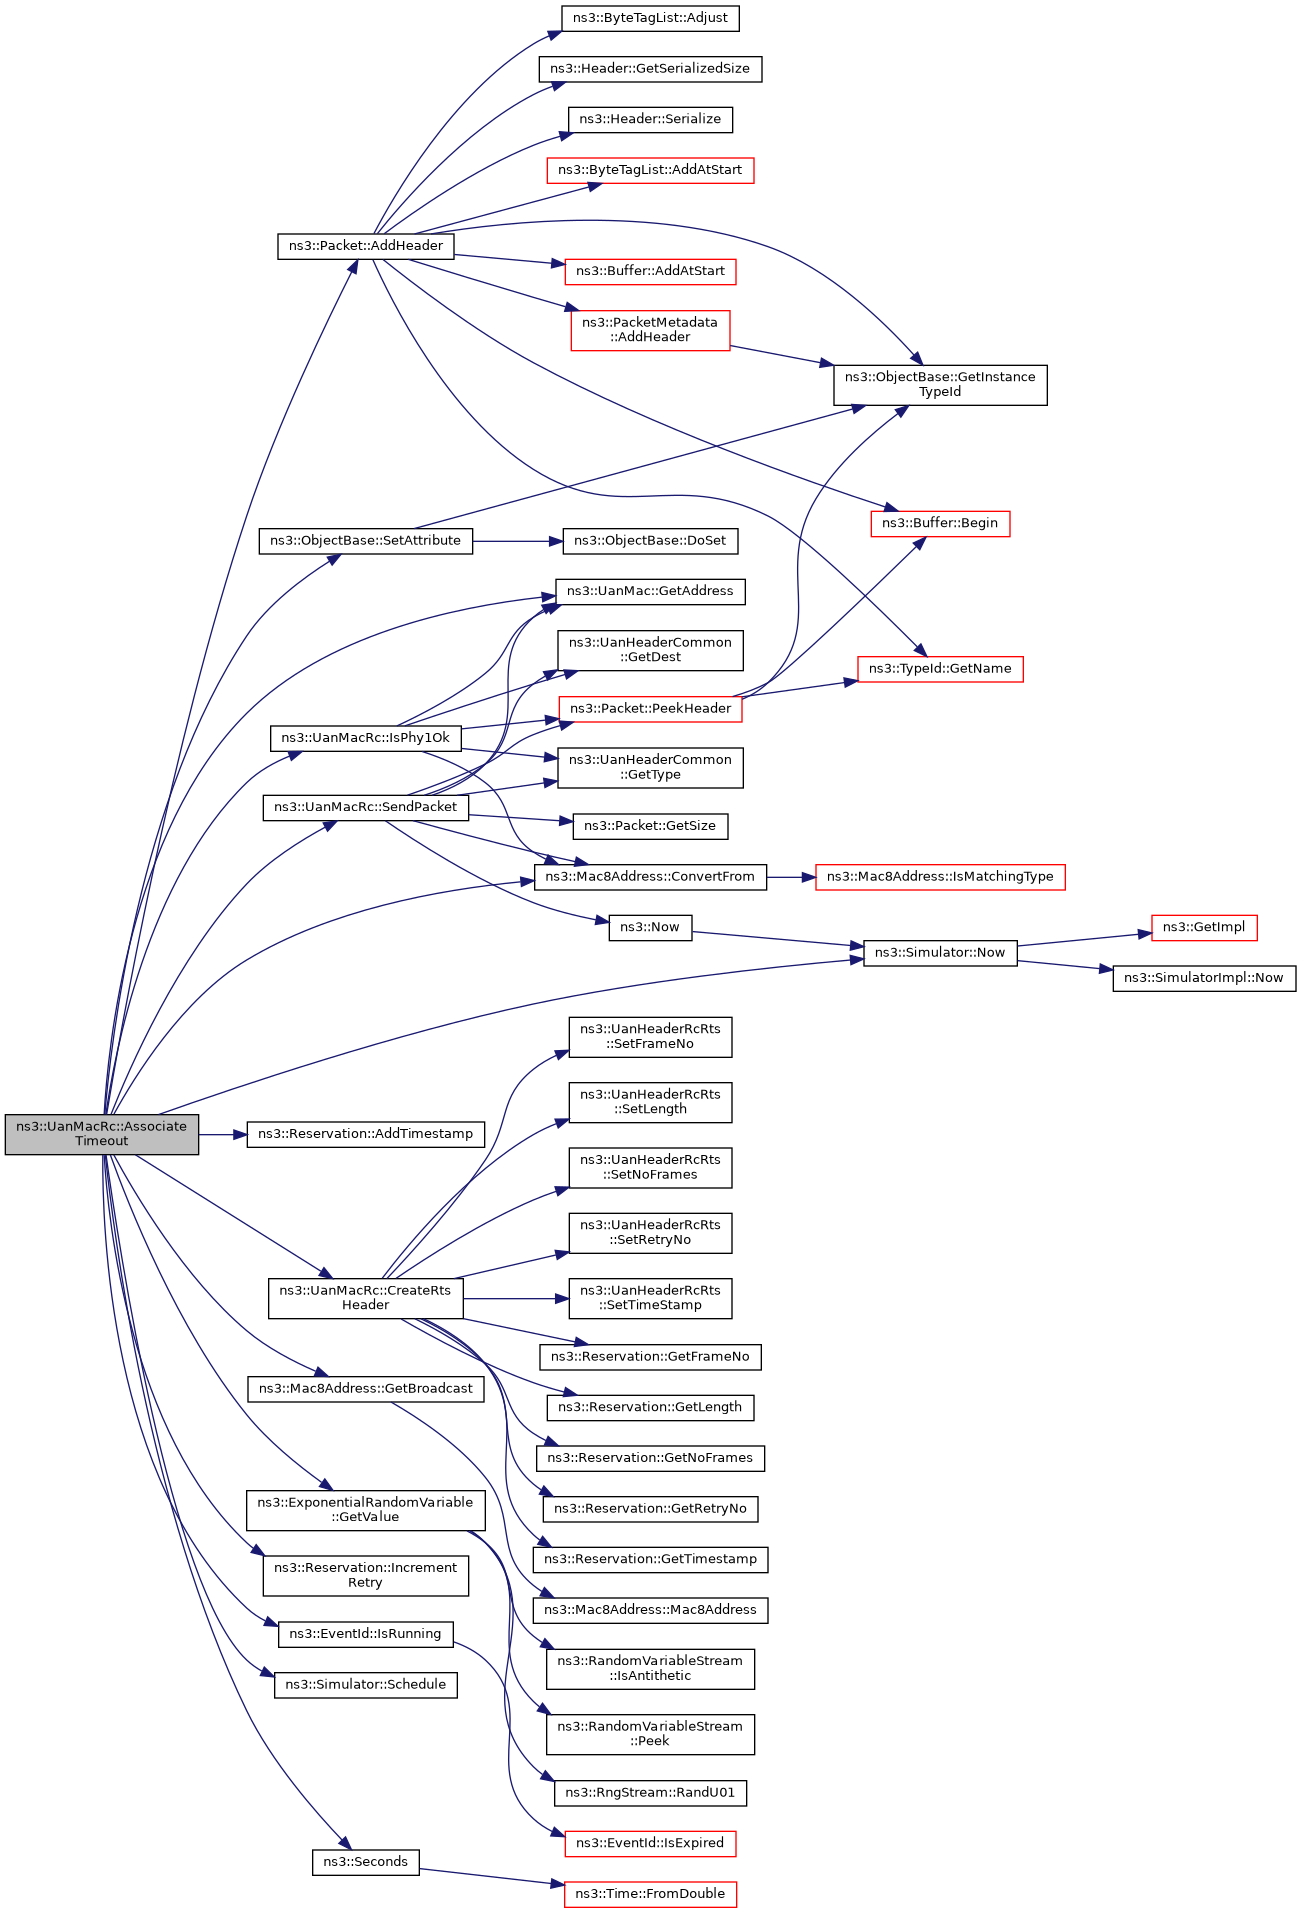 ns3::ByteTagList::Adjust
ns3::Header::GetSerializedSize
ns3::Header::Serialize
ns3::ByteTagList::AddAtStart
ns3::Packet::AddHeader
ns3::Buffer::AddAtStart
ns3::PacketMetadata
::AddHeader
ns3::ObjectBase::GetInstance
TypeId
ns3::Buffer::Begin
ns3::ObjectBase::SetAttribute
ns3::ObjectBase::DoSet
ns3::UanMac::GetAddress
ns3::UanHeaderCommon
::GetDest
ns3::TypeId::GetName
ns3::Packet::PeekHeader
ns3::UanMacRc::IsPhy1Ok
ns3::UanHeaderCommon
::GetType
ns3::UanMacRc::SendPacket
ns3::Packet::GetSize
ns3::Mac8Address::ConvertFrom
ns3::Mac8Address::IsMatchingType
ns3::Now
ns3::GetImpl
ns3::Simulator::Now
ns3::SimulatorImpl::Now
ns3::UanHeaderRcRts
::SetFrameNo
ns3::UanHeaderRcRts
::SetLength
ns3::UanMacRc::Associate
Timeout
ns3::Reservation::AddTimestamp
ns3::UanHeaderRcRts
::SetNoFrames
ns3::UanHeaderRcRts
::SetRetryNo
ns3::UanMacRc::CreateRts
Header
ns3::UanHeaderRcRts
::SetTimeStamp
ns3::Reservation::GetFrameNo
ns3::Mac8Address::GetBroadcast
ns3::Reservation::GetLength
ns3::Reservation::GetNoFrames
ns3::ExponentialRandomVariable
::GetValue
ns3::Reservation::GetRetryNo
ns3::Reservation::GetTimestamp
ns3::Reservation::Increment
Retry
ns3::Mac8Address::Mac8Address
ns3::EventId::IsRunning
ns3::RandomVariableStream
::IsAntithetic
ns3::Simulator::Schedule
ns3::RandomVariableStream
::Peek
ns3::RngStream::RandU01
ns3::EventId::IsExpired
ns3::Seconds
ns3::Time::FromDouble